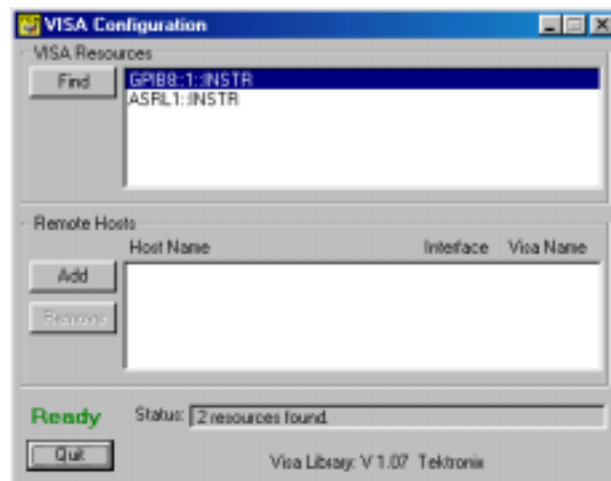 VISA Configuration
VISA Resources
Find
GPIB8::1::INSTR
ASRL1::INSTR
Remote Hosts
Host Name Interface Visa Name
Add
Remove
Ready
Status: 2 resources found.
Quit
Visa Library: V 1.07 Tektronix